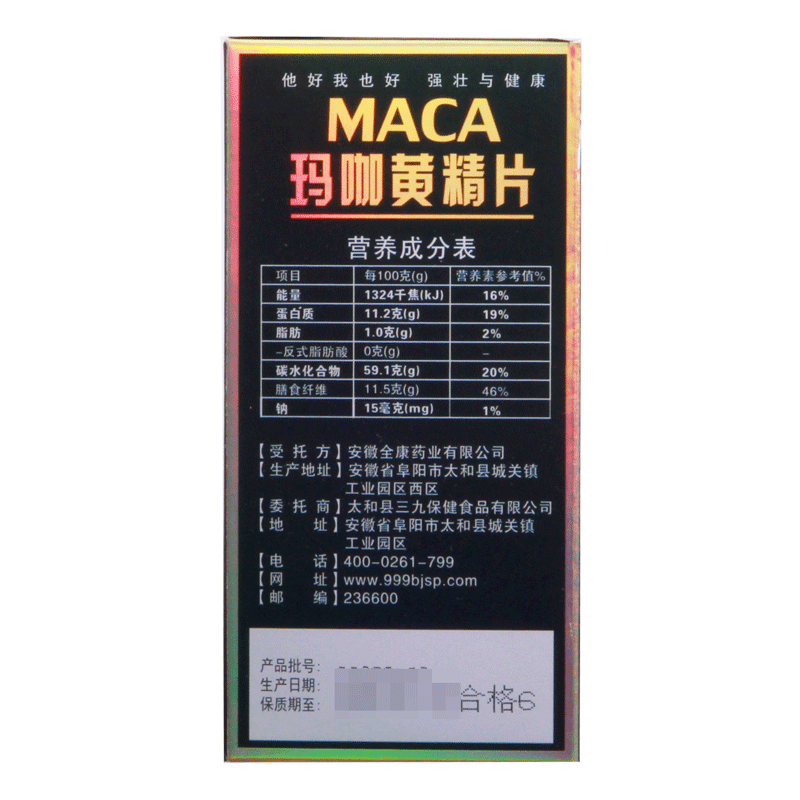 他好我也好 强壮与健康
MACA
玛咖黄精片
营养成分表
项目 每100克(g) 营养素参考值%
能量 1324千焦(kJ) 16%
蛋白质 11.2克(g) 19%
脂肪 1.0克(g) 2%
–反式脂肪酸 0克(g) –
碳水化合物 59.1克(g) 20%
膳食纤维 11.5克(g) 46%
钠 15毫克(mg) 1%
【受托方】安徽全康药业有限公司
【生产地址】安徽省阜阳市太和县城关镇
工业园区西区
【委托商】太和县三九保健食品有限公司
【地址】安徽省阜阳市太和县城关镇
工业园区
【电话】400-0261-799
【网址】www.999bjsp.com
【邮编】236600
产品批号：
生产日期：
保质期至：
合格6